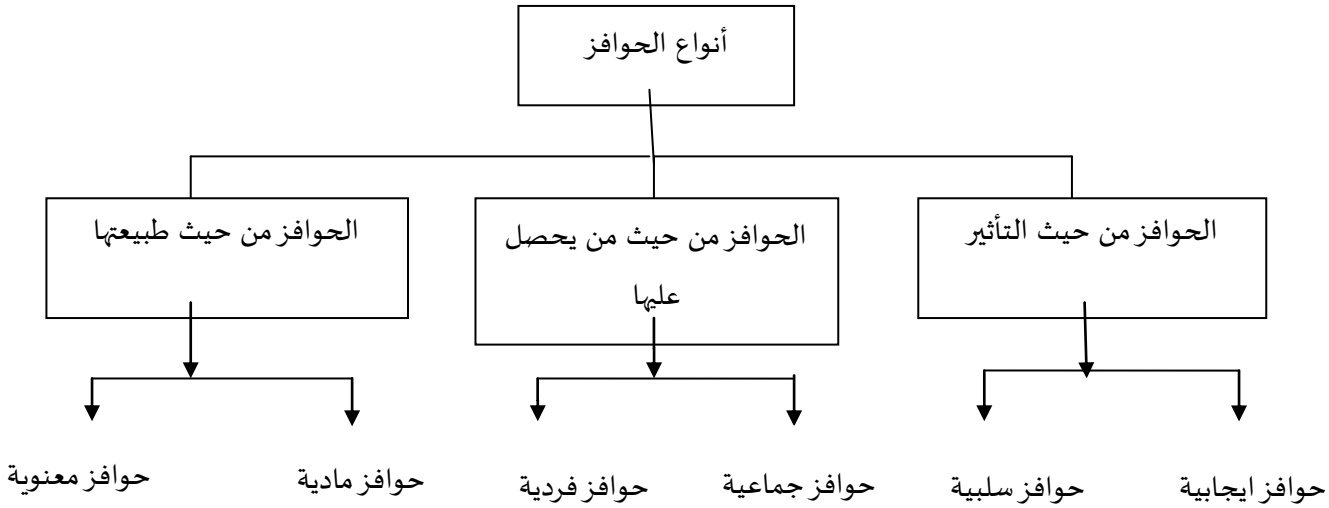 أنواع الحوافز
الحوافز من حيث التأثير
الحوافز من حيث من يحصل
عليها
الحوافز من حيث طبيعتها
حوافز ايجابية
حوافز سلبية
حوافز جماعية
حوافز فردية
حوافز مادية
حوافز معنوية